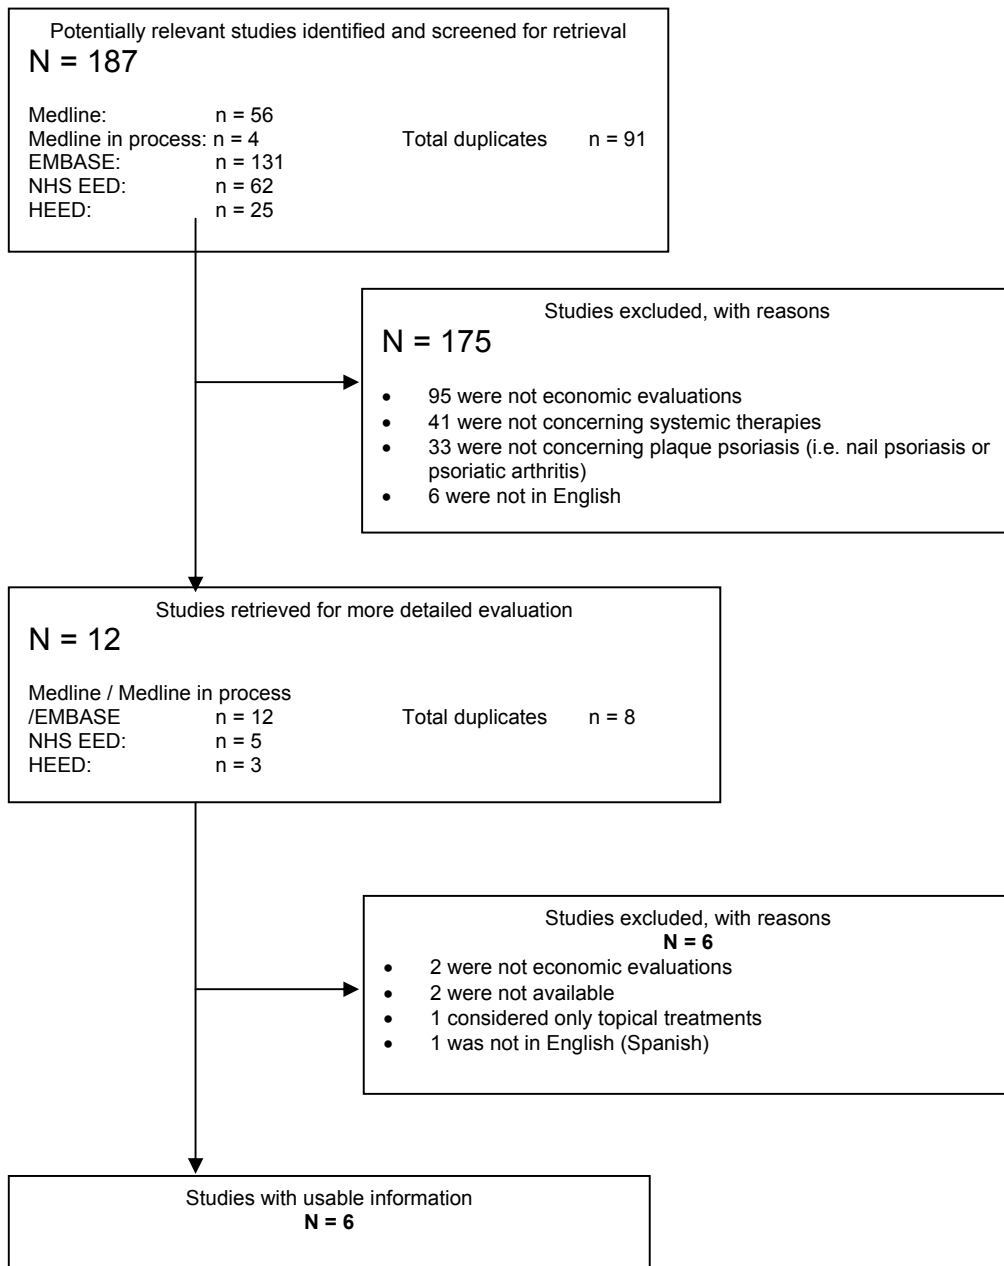 Potentially relevant studies identified and screened for retrieval
N = 187
Medline: n = 56
Medline in process: n = 4 Total duplicates n = 91
EMBASE: n = 131
NHS EED: n = 62
HEED: n = 25
Studies excluded, with reasons
N = 175
• 95 were not economic evaluations
• 41 were not concerning systemic therapies
• 33 were not concerning plaque psoriasis (i.e. nail psoriasis or
psoriatic arthritis)
• 6 were not in English
Studies retrieved for more detailed evaluation
N = 12
Medline / Medline in process
/EMBASE n = 12 Total duplicates n = 8
NHS EED: n = 5
HEED: n = 3
Studies excluded, with reasons
N = 6
• 2 were not economic evaluations
• 2 were not available
• 1 considered only topical treatments
• 1 was not in English (Spanish)
Studies with usable information
N = 6